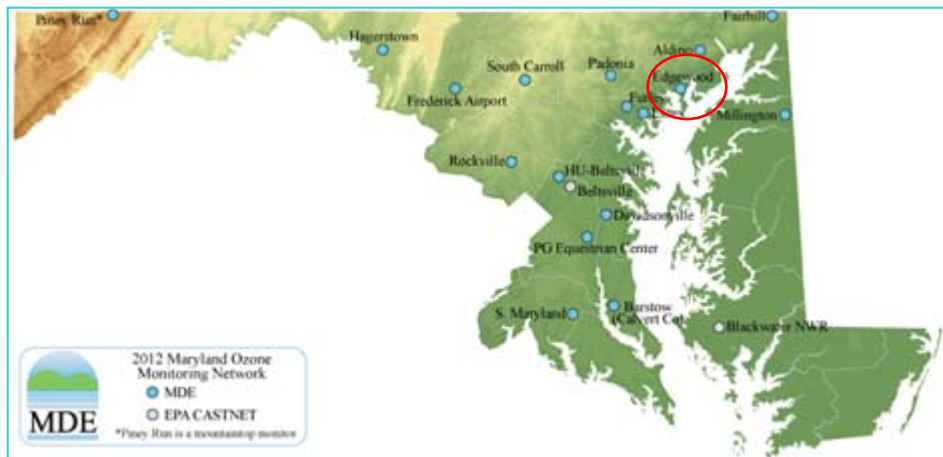 Piney Run*
Fairhill
Hagerstown
Aldino
South Carroll
Padonia
Edgewood
Frederick Airport
Furley
Essex
Millington
Rockville
HU-Beltsville
Beltsville
Davidsonville
PG Equestrian Center
S. Maryland
Barstow
(Calvert Co)
Blackwater NWR
2012 Maryland Ozone
Monitoring Network
MDE
EPA CASTNET
MDE
*Piney Run is a mountaintop monitor